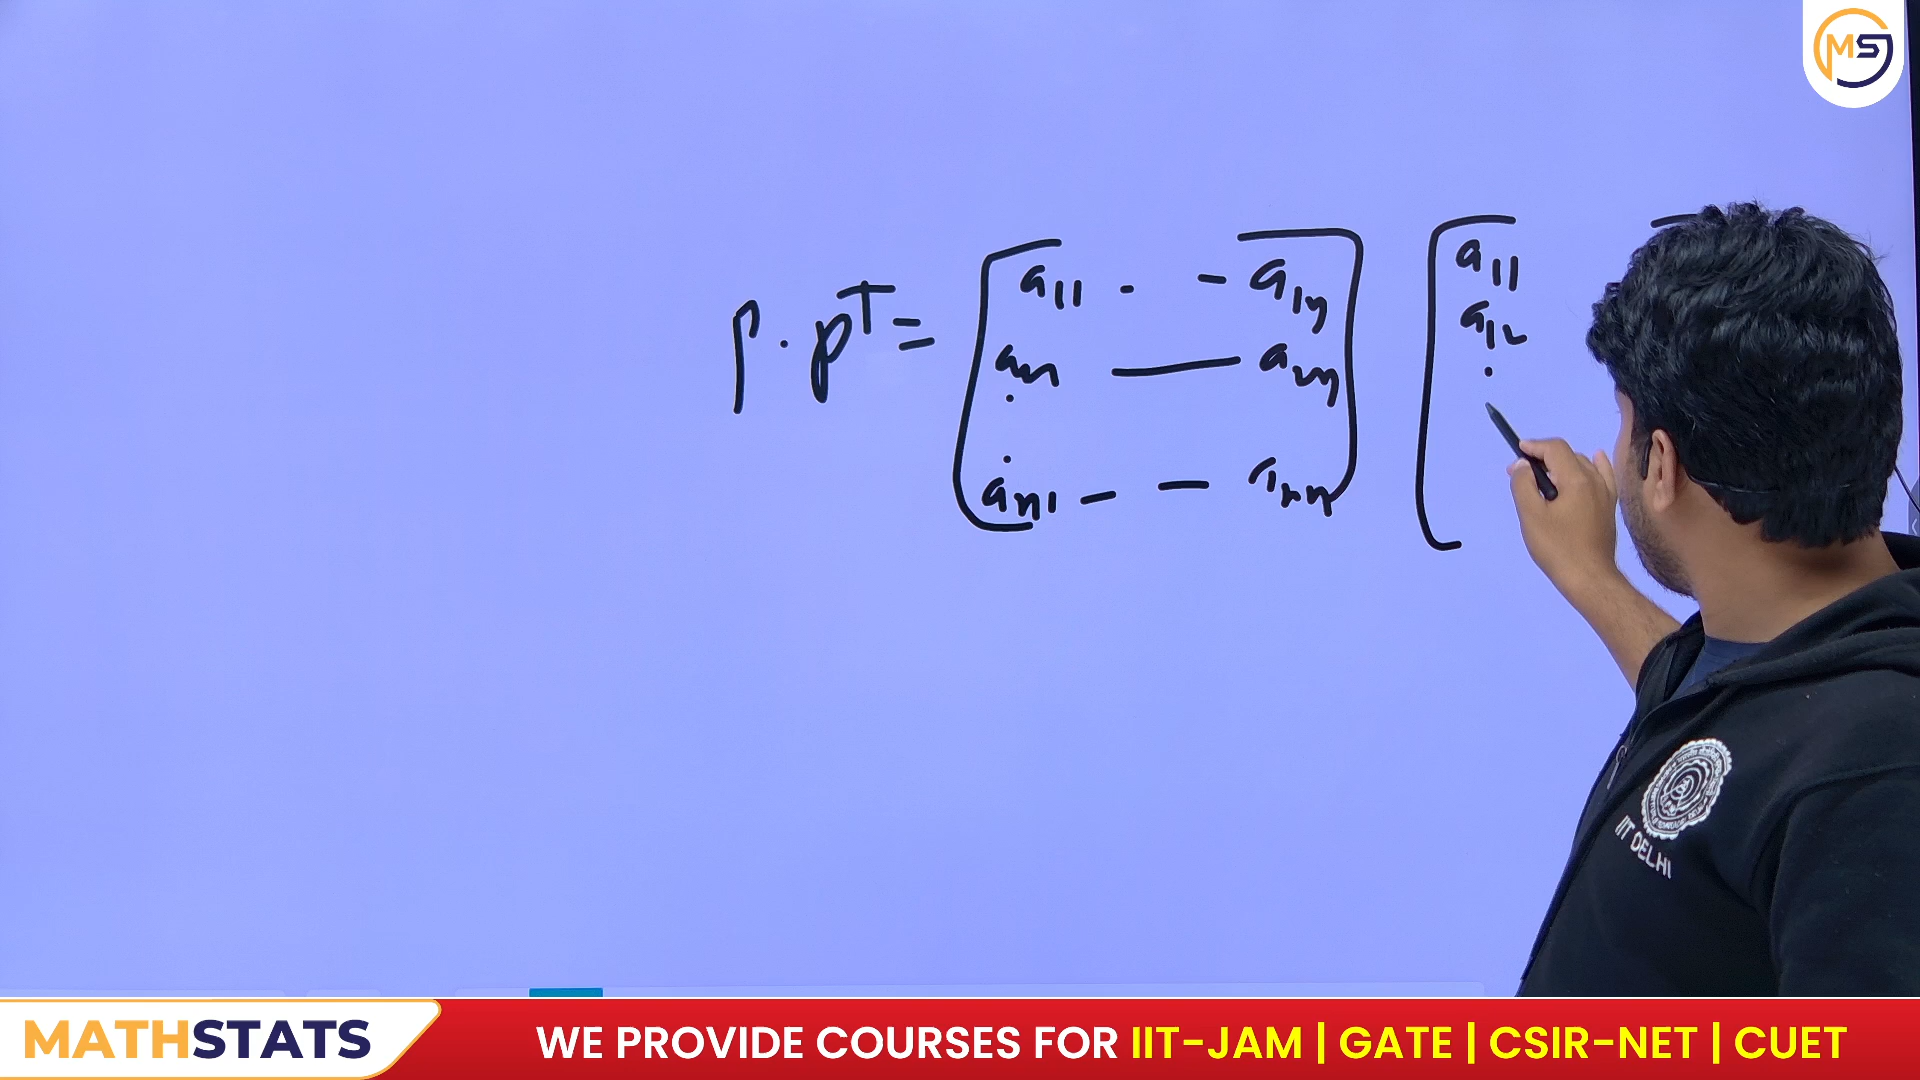 MS
P . P^T = [ a11 . - a1n ] [ a11
a21 — a2n a12
. .
.
an1 - - ann
IIT DELHI
MATHSTATS
WE PROVIDE COURSES FOR IIT-JAM | GATE | CSIR-NET | CUET